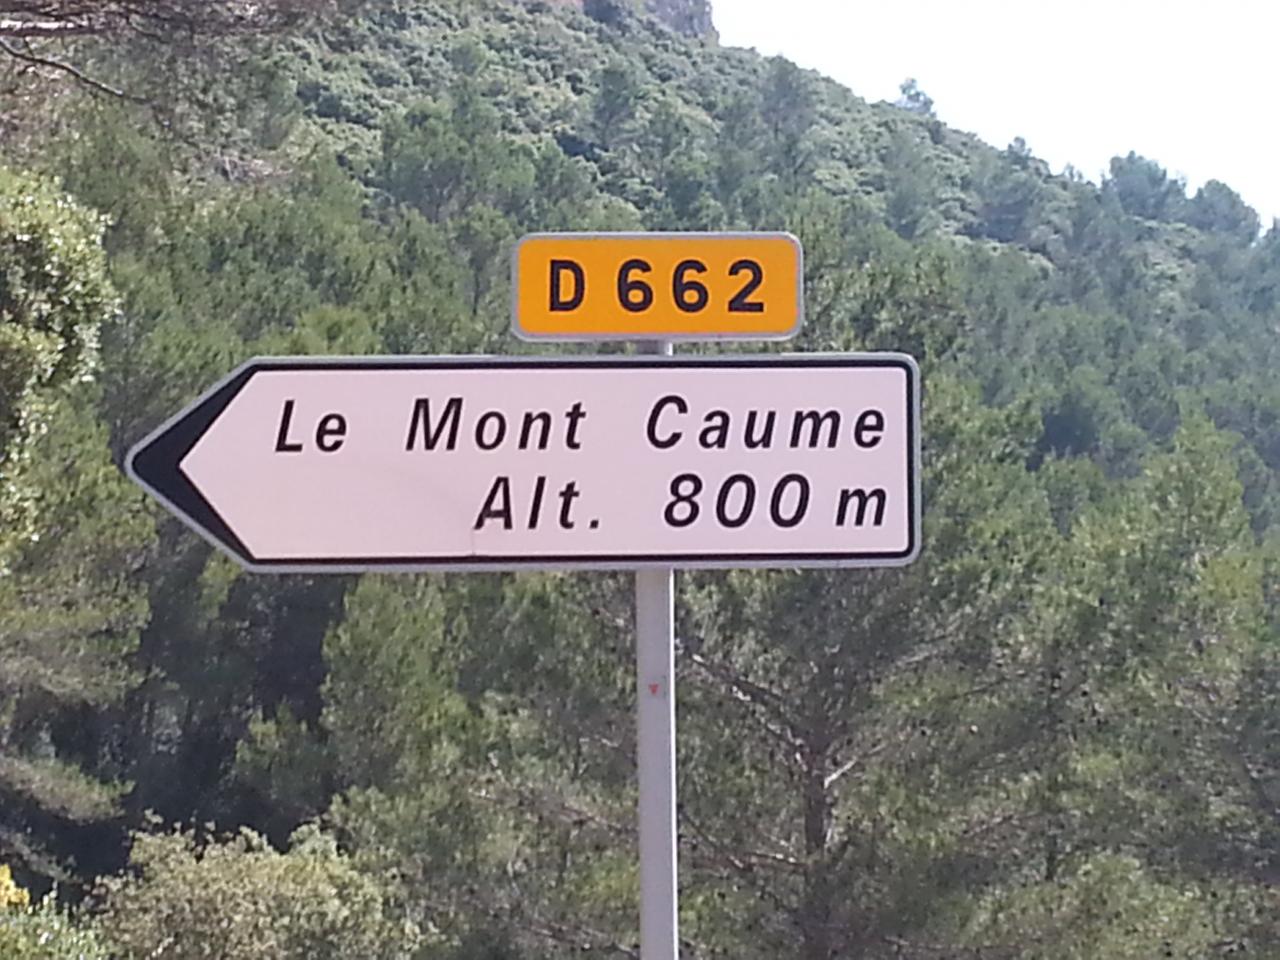 D 662
Le Mont Caume
Alt. 800 m